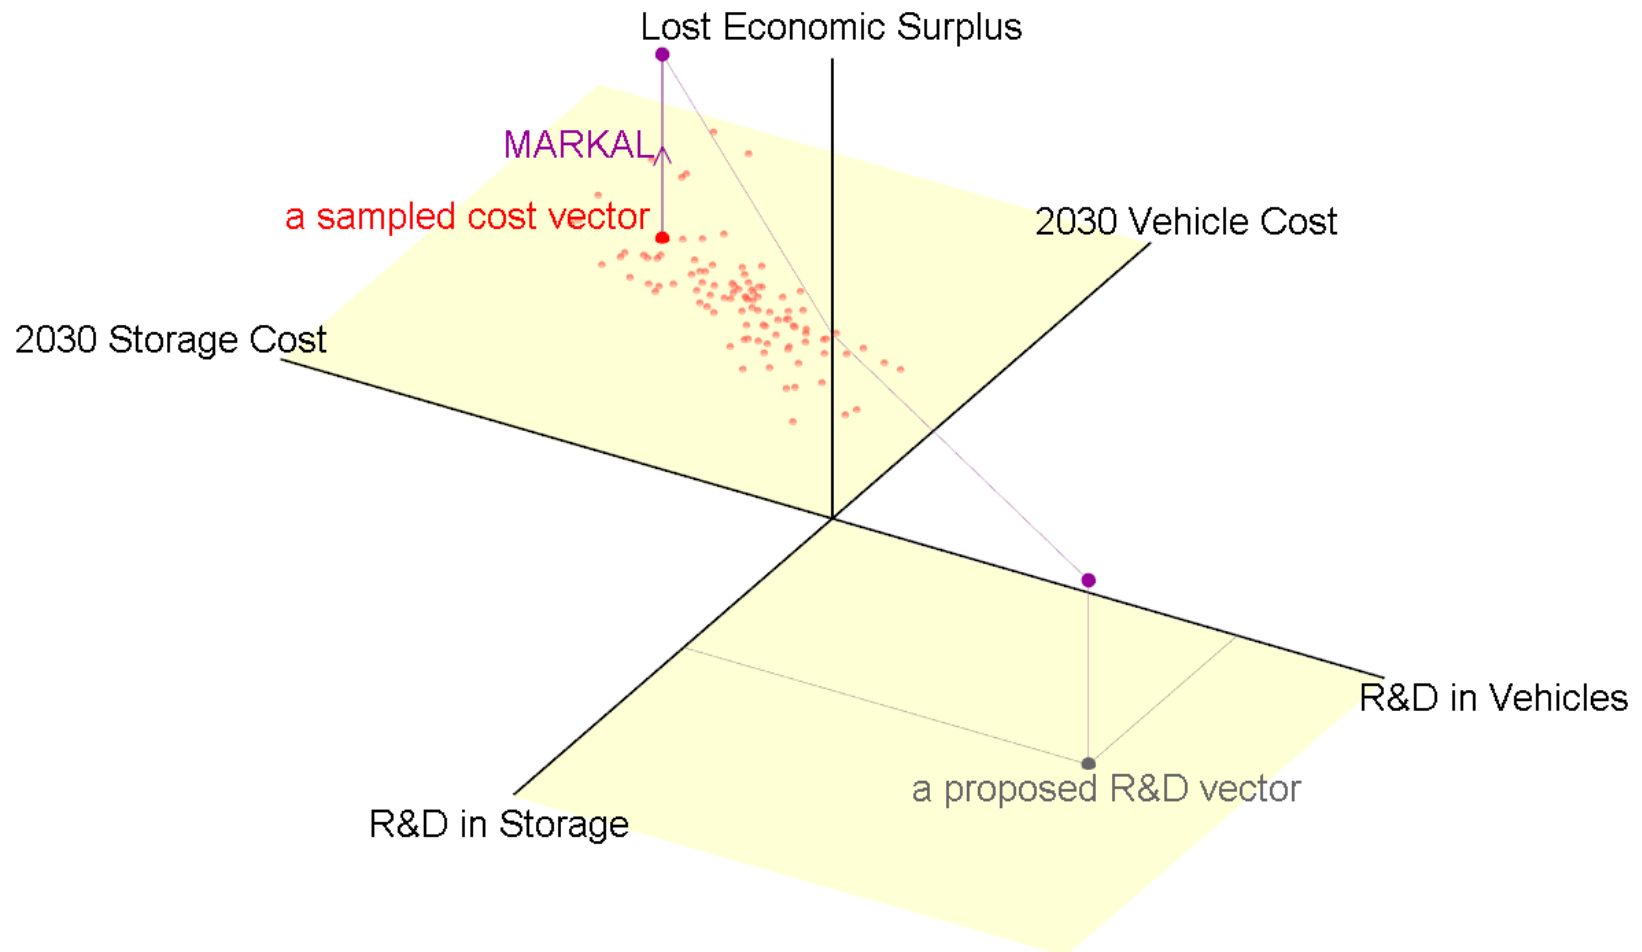 Lost Economic Surplus
MARKAL
a sampled cost vector
2030 Vehicle Cost
2030 Storage Cost
R&D in Vehicles
a proposed R&D vector
R&D in Storage